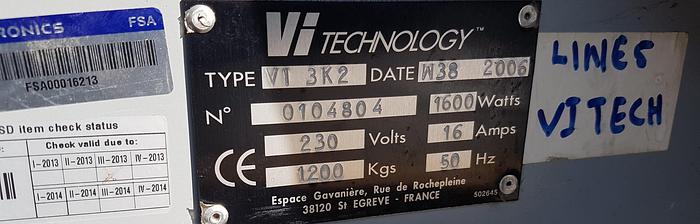 RONICS FSA
FSA00016213
SD item check status
Check valid due to:
I-2013 II-2013 III-2013 IV-2013
I-2014 II-2014 III-2014 IV-2014
Vi TECHNOLOGY™
TYPE VI 3K2 DATE W38 2006
N° 0104804 1600 Watts
230 Volts 16 Amps
CE 1200 Kgs 50 Hz
Espace Gavanière, Rue de Rochepleine
38120 St EGREVE - FRANCE
502645
LINE5
VITECH